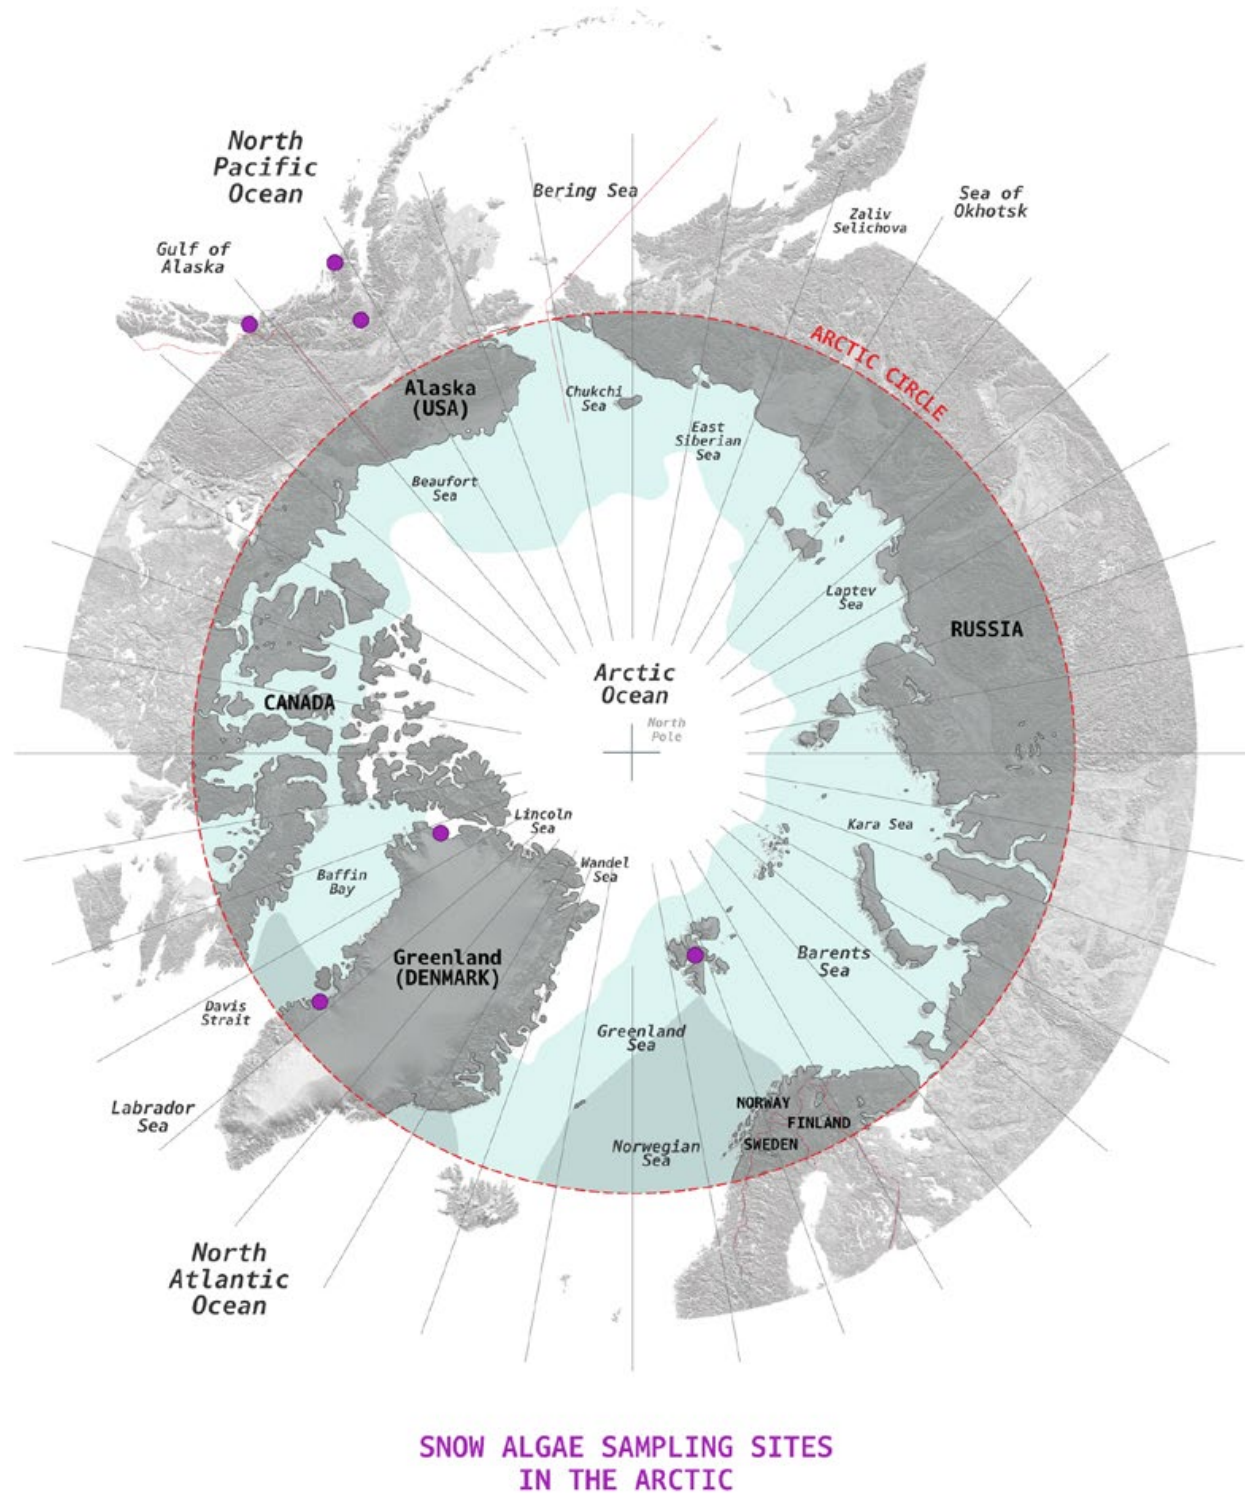 North
Pacific
Ocean
Bering Sea
Sea of
Okhotsk
Zaliv
Selichova
Gulf of
Alaska
ARCTIC CIRCLE
Alaska
(USA)
Chukchi
Sea
East
Siberian
Sea
Beaufort
Sea
Laptev
Sea
RUSSIA
Arctic
Ocean
North
Pole
CANADA
Lincoln
Sea
Kara Sea
Wandel
Sea
Baffin
Bay
Greenland
(DENMARK)
Barents
Sea
Davis
Strait
Greenland
Sea
Labrador
Sea
NORWAY
FINLAND
SWEDEN
Norwegian
Sea
North
Atlantic
Ocean
SNOW ALGAE SAMPLING SITES
IN THE ARCTIC